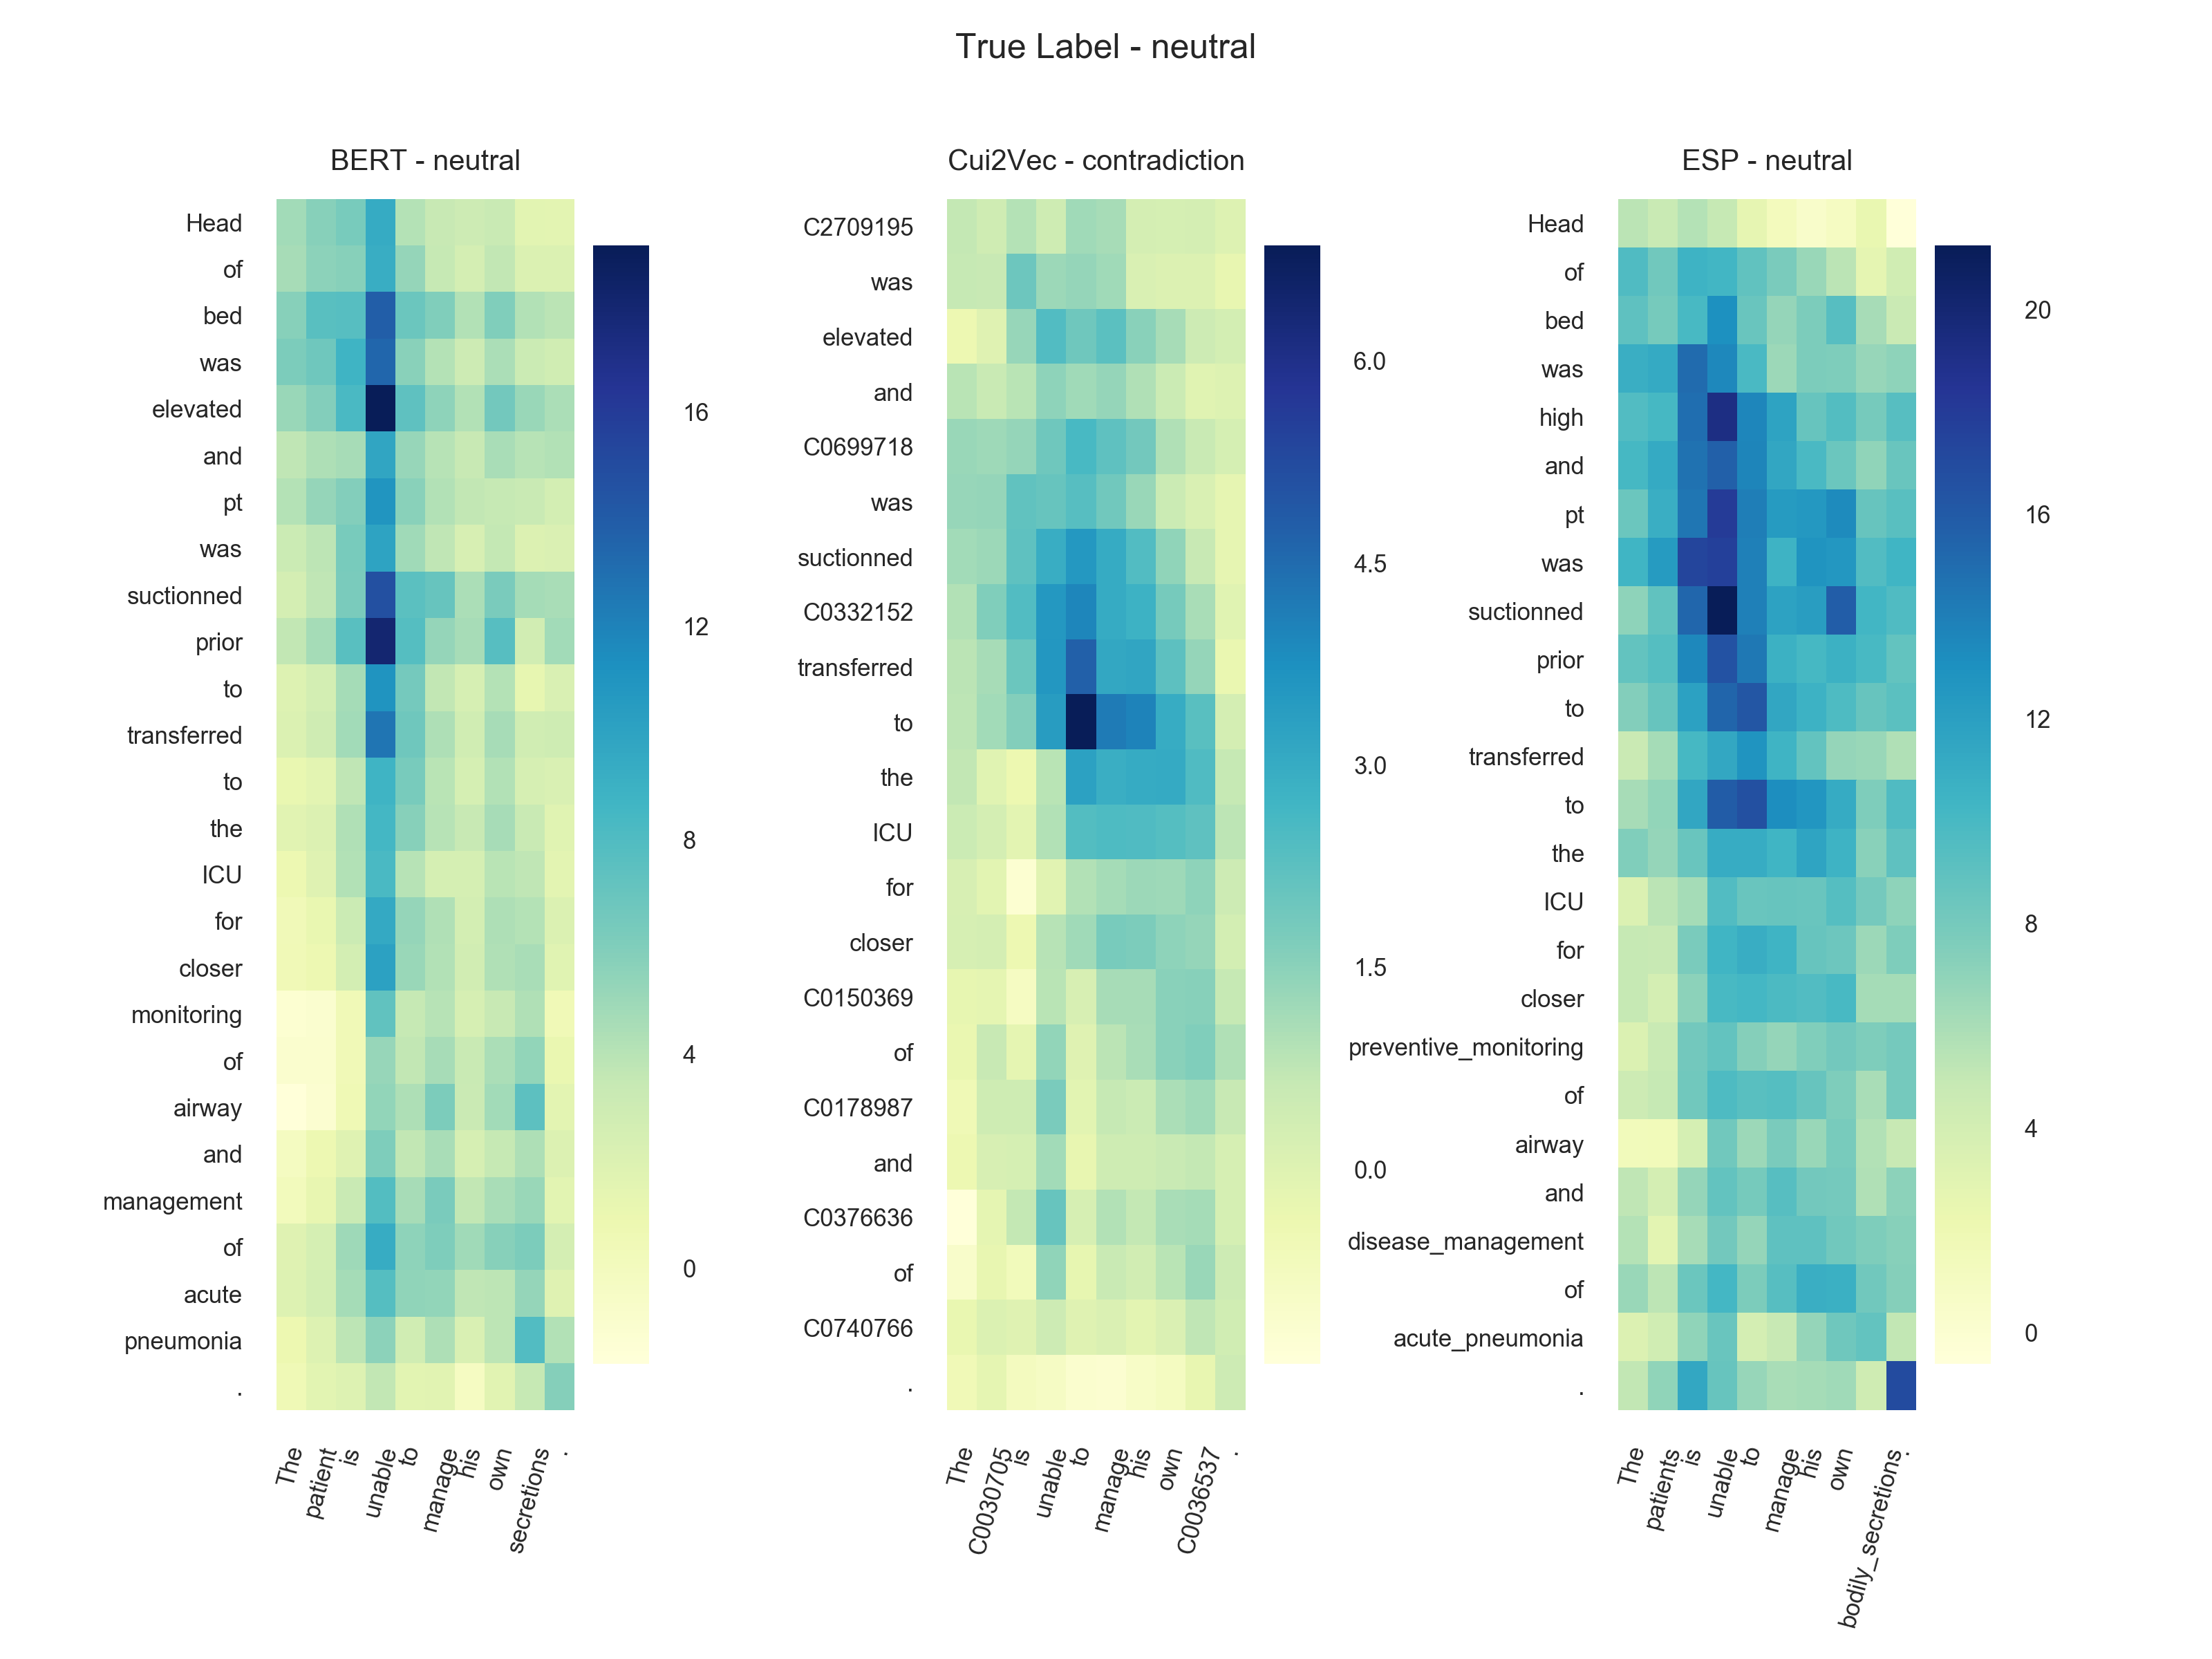 True Label - neutral
BERT - neutral
Head
of
bed
was
elevated
and
pt
was
suctionned
prior
to
transferred
to
the
ICU
for
closer
monitoring
of
airway
and
management
of
acute
pneumonia
.
The
patient
is
unable
to
manage
his
own
secretions
.
16
12
8
4
0
Cui2Vec - contradiction
C2709195
was
elevated
and
C0699718
was
suctionned
C0332152
transferred
to
the
ICU
for
closer
C0150369
of
C0178987
and
C0376636
of
C0740766
.
The
C0030705
is
unable
to
manage
his
own
C0036537
.
6.0
4.5
3.0
1.5
0.0
ESP - neutral
Head
of
bed
was
high
and
pt
was
suctionned
prior
to
transferred
to
the
ICU
for
closer
preventive_monitoring
of
airway
and
disease_management
of
acute_pneumonia
.
The
patients
is
unable
to
manage
his
own
bodily_secretions
.
20
16
12
8
4
0